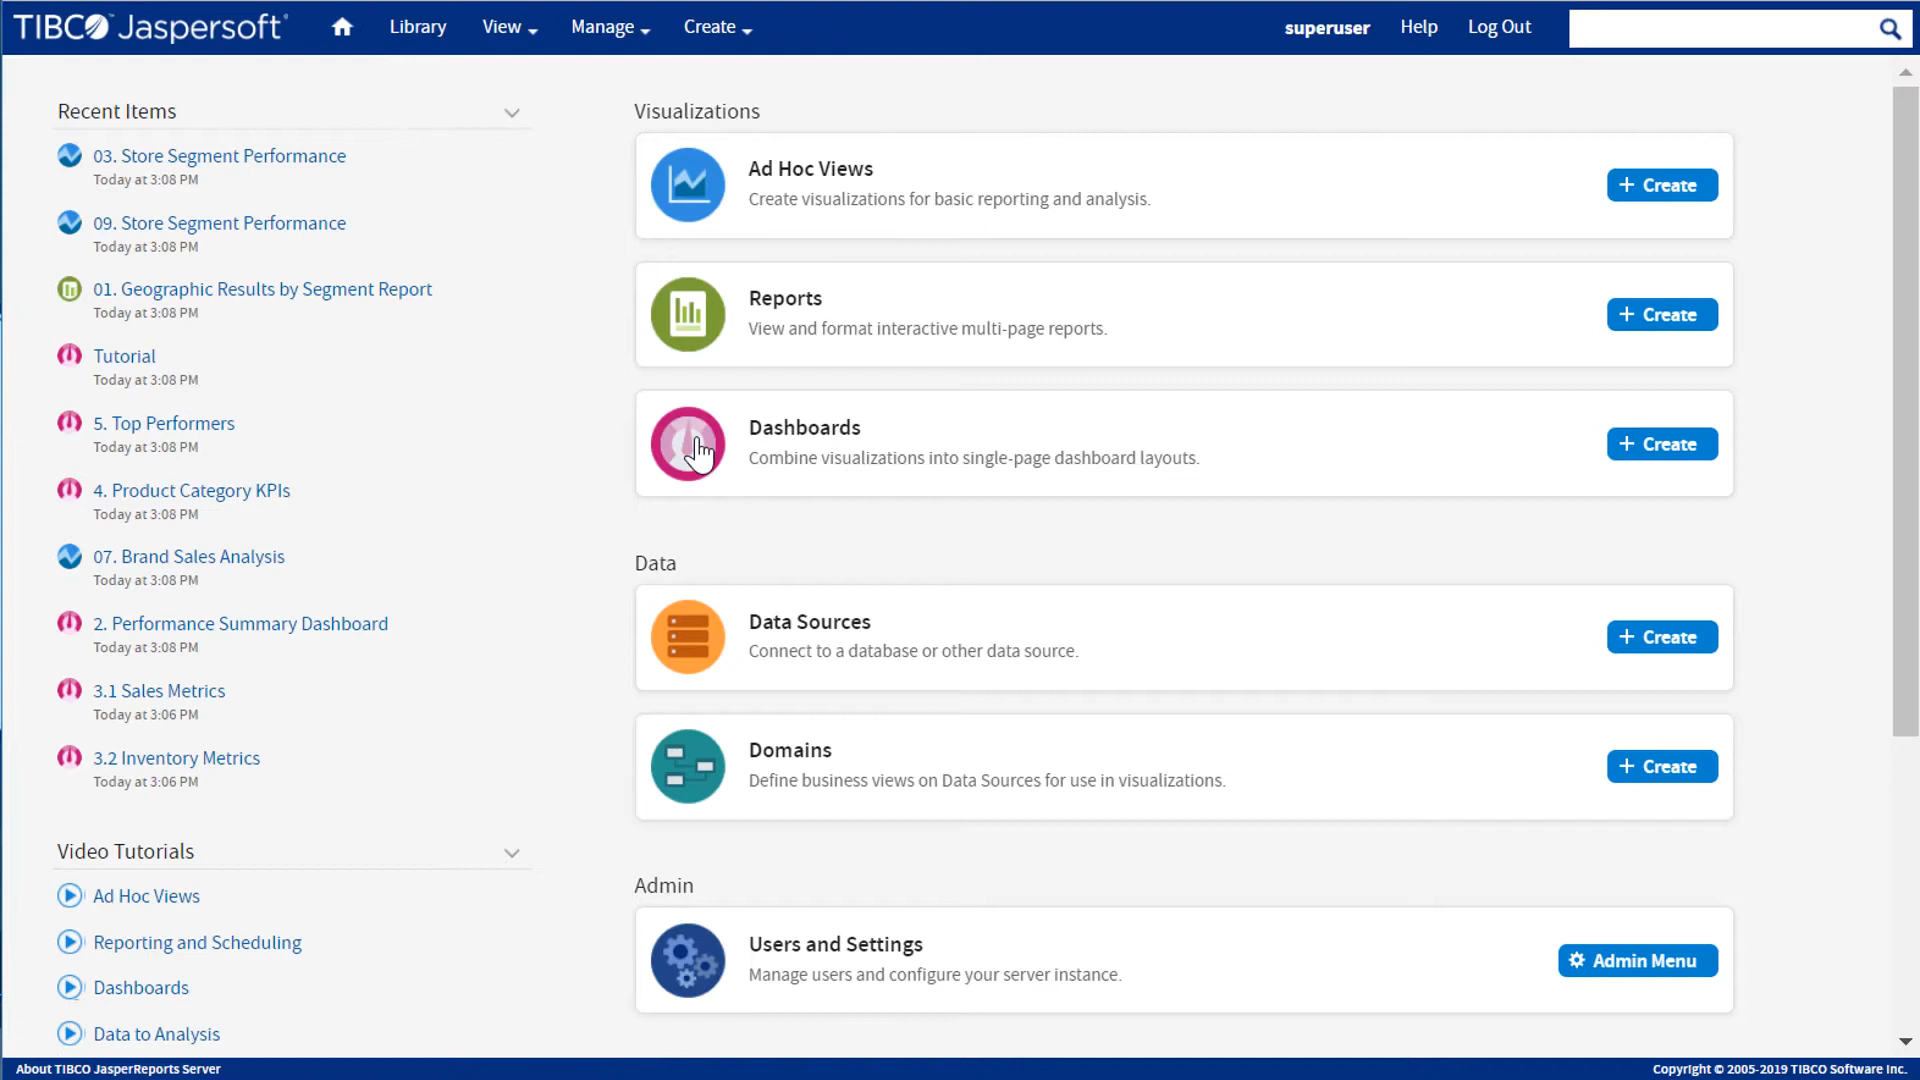 TIBCO Jaspersoft®
Library
View
Manage
Create
superuser
Help
Log Out
Recent Items
03. Store Segment Performance
Today at 3:08 PM
09. Store Segment Performance
Today at 3:08 PM
01. Geographic Results by Segment Report
Today at 3:08 PM
Tutorial
Today at 3:08 PM
5. Top Performers
Today at 3:08 PM
4. Product Category KPIs
Today at 3:08 PM
07. Brand Sales Analysis
Today at 3:08 PM
2. Performance Summary Dashboard
Today at 3:08 PM
3.1 Sales Metrics
Today at 3:06 PM
3.2 Inventory Metrics
Today at 3:06 PM
Video Tutorials
Ad Hoc Views
Reporting and Scheduling
Dashboards
Data to Analysis
Visualizations
Ad Hoc Views
Create visualizations for basic reporting and analysis.
+ Create
Reports
View and format interactive multi-page reports.
+ Create
Dashboards
Combine visualizations into single-page dashboard layouts.
+ Create
Data
Data Sources
Connect to a database or other data source.
+ Create
Domains
Define business views on Data Sources for use in visualizations.
+ Create
Admin
Users and Settings
Manage users and configure your server instance.
Admin Menu
About TIBCO JasperReports Server
Copyright © 2005-2019 TIBCO Software Inc.